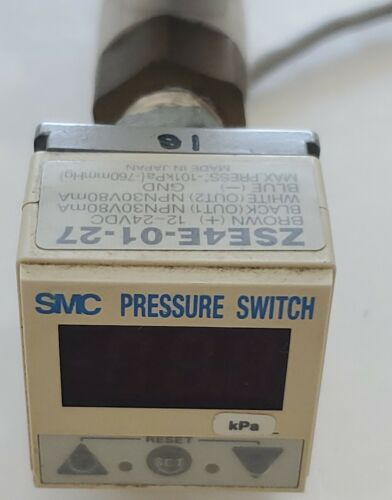 10
ZSE4E-01-27
BROWN (+) 12~24VDC
BLACK(OUT1) NPN30V80mA
WHITE (OUT2) NPN30V80mA
BLUE (−) GND
MAX PRESS.-101kPa(-760mmHg)
MADE IN JAPAN
SMC PRESSURE SWITCH
kPa
RESET
SET